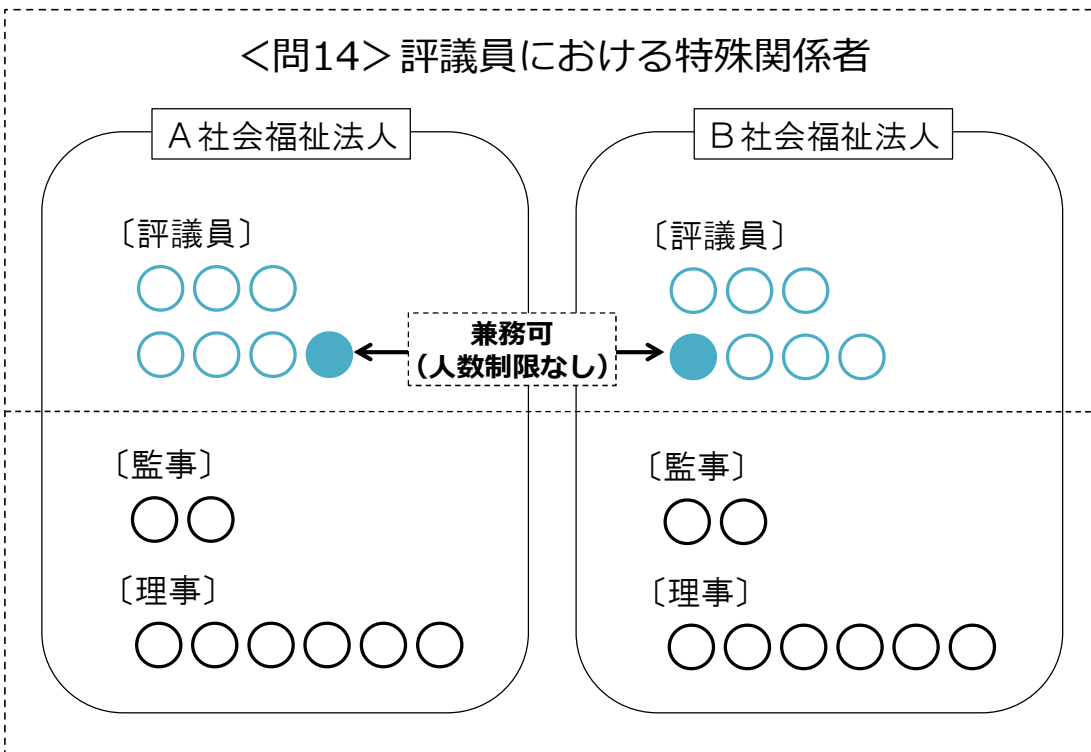 ＜問14＞評議員における特殊関係者
Ａ社会福祉法人
Ｂ社会福祉法人
〔評議員〕
〔評議員〕
兼務可
（人数制限なし）
〔監事〕
〔監事〕
〔理事〕
〔理事〕